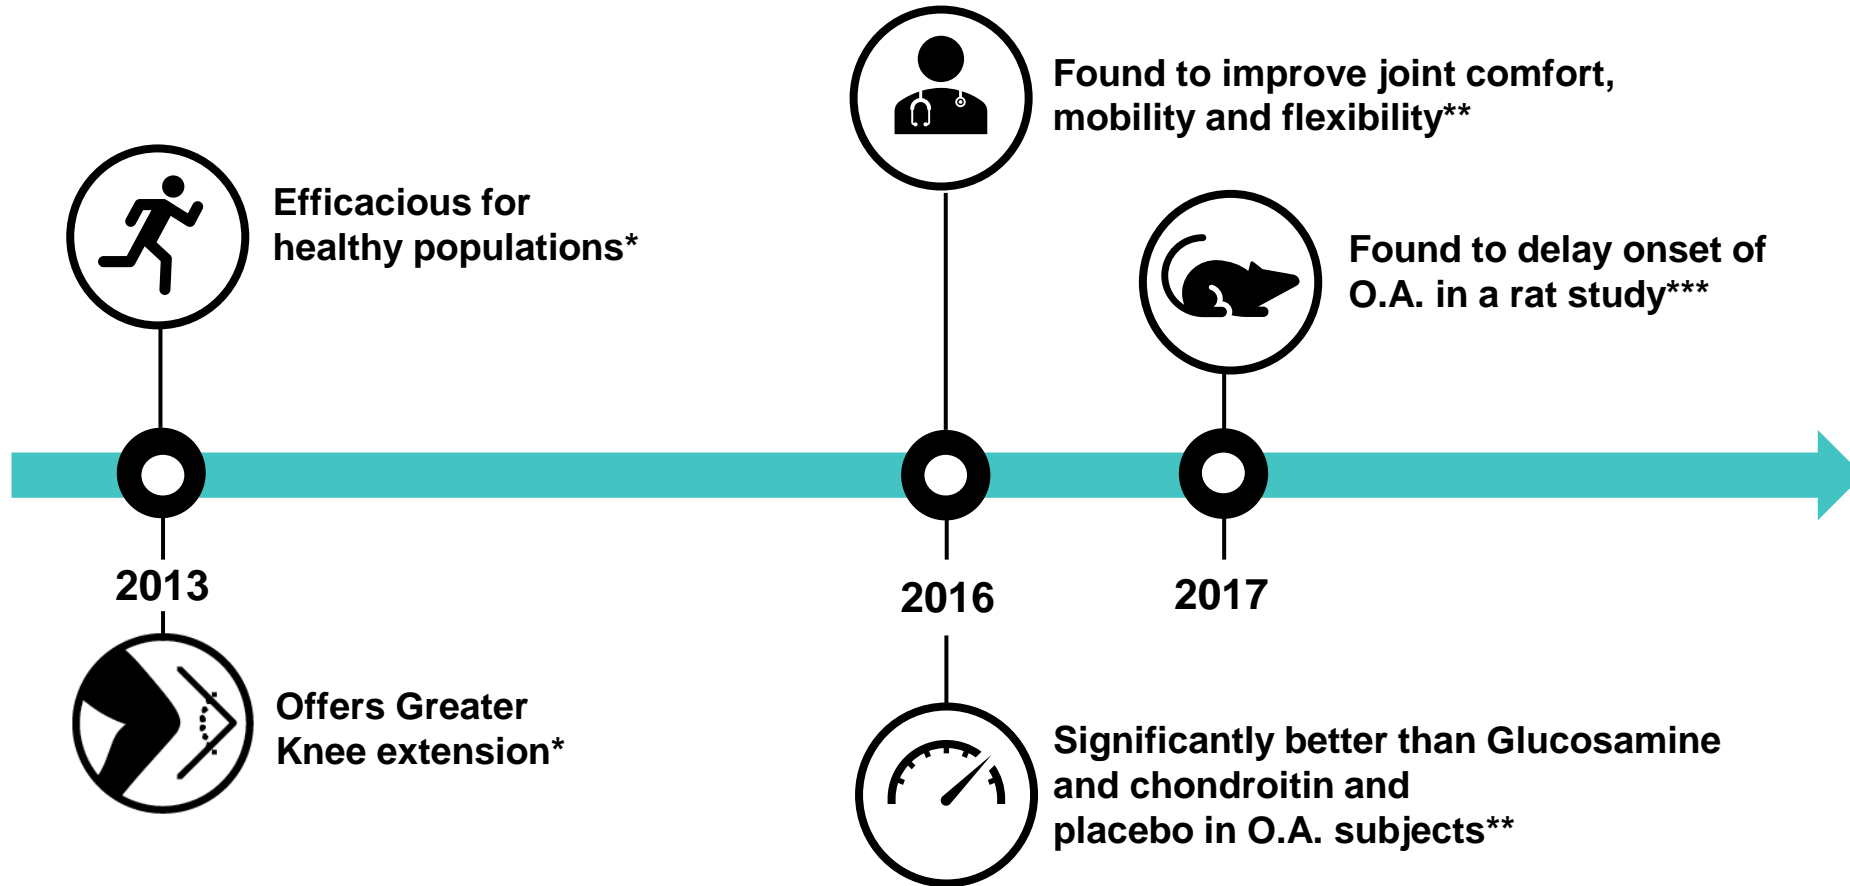 Found to improve joint comfort,
mobility and flexibility**
Efficacious for
healthy populations*
Found to delay onset of
O.A. in a rat study***
2013
2016
2017
Offers Greater
Knee extension*
Significantly better than Glucosamine
and chondroitin and
placebo in O.A. subjects**